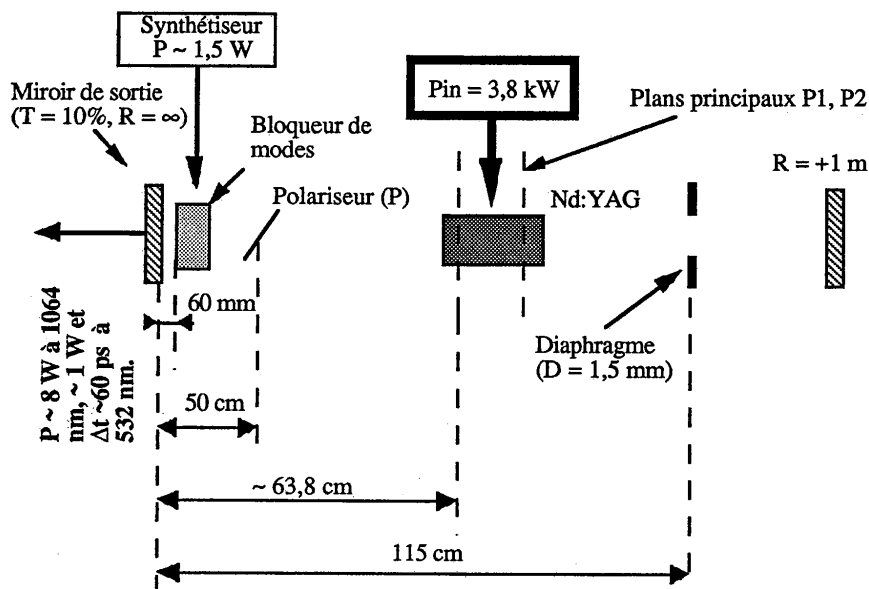 Synthétiseur
P ~ 1,5 W
Miroir de sortie
(T = 10%, R = ∞)
Bloqueur de
modes
Polariseur (P)
Pin = 3,8 kW
Plans principaux P1, P2
Nd:YAG
R = +1 m
60 mm
Diaphragme
(D = 1,5 mm)
P ~ 8 W à 1064
nm, ~ 1 W et
Δt ~60 ps à
532 nm.
50 cm
~ 63,8 cm
115 cm